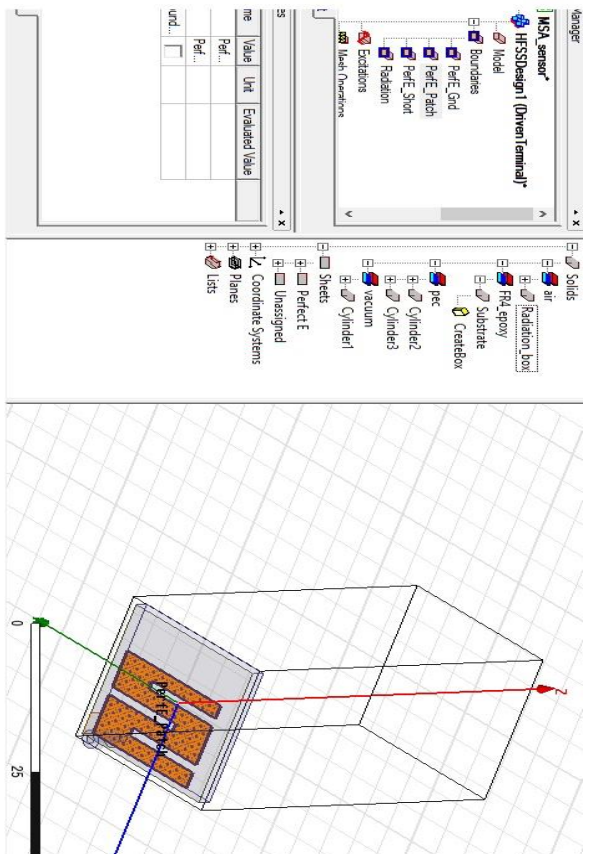 Manager
MSA_sensor*
HFSSDesign1 (DrivenTerminal)*
Model
Boundaries
PerfE_Gnd
PerfE_Patch
PerfE_Short
Radiation
Excitations
Mesh Operations
es
me Value Unit Evaluated Value
Perf...
Perf...
und...
Solids
air
Radiation_box
FR4_epoxy
Substrate
CreateBox
pec
Cylinder2
Cylinder3
vacuum
Cylinder1
Sheets
Perfect E
Unassigned
Coordinate Systems
Planes
Lists
Z
PerfE_Patch
0
25